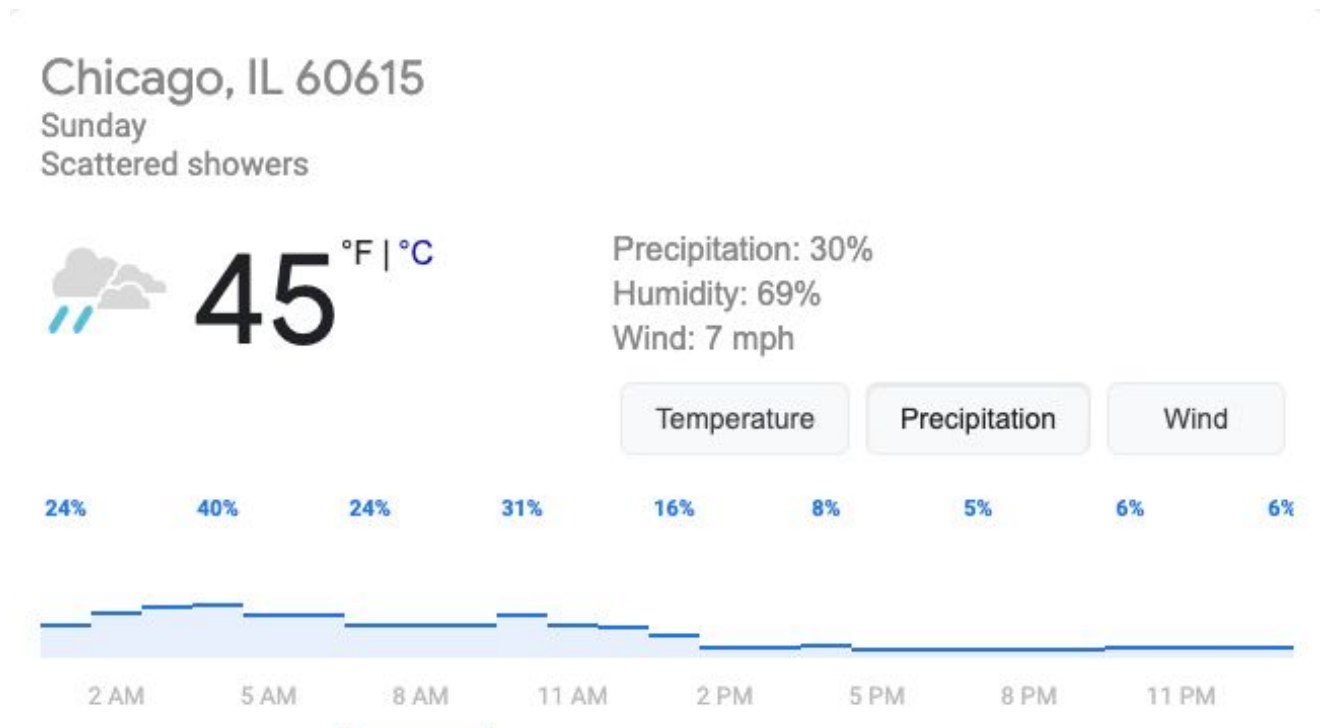 Chicago, IL 60615
Sunday
Scattered showers
45 °F | °C
Precipitation: 30%
Humidity: 69%
Wind: 7 mph
Temperature Precipitation Wind
24% 40% 24% 31% 16% 8% 5% 6% 6%
2 AM 5 AM 8 AM 11 AM 2 PM 5 PM 8 PM 11 PM